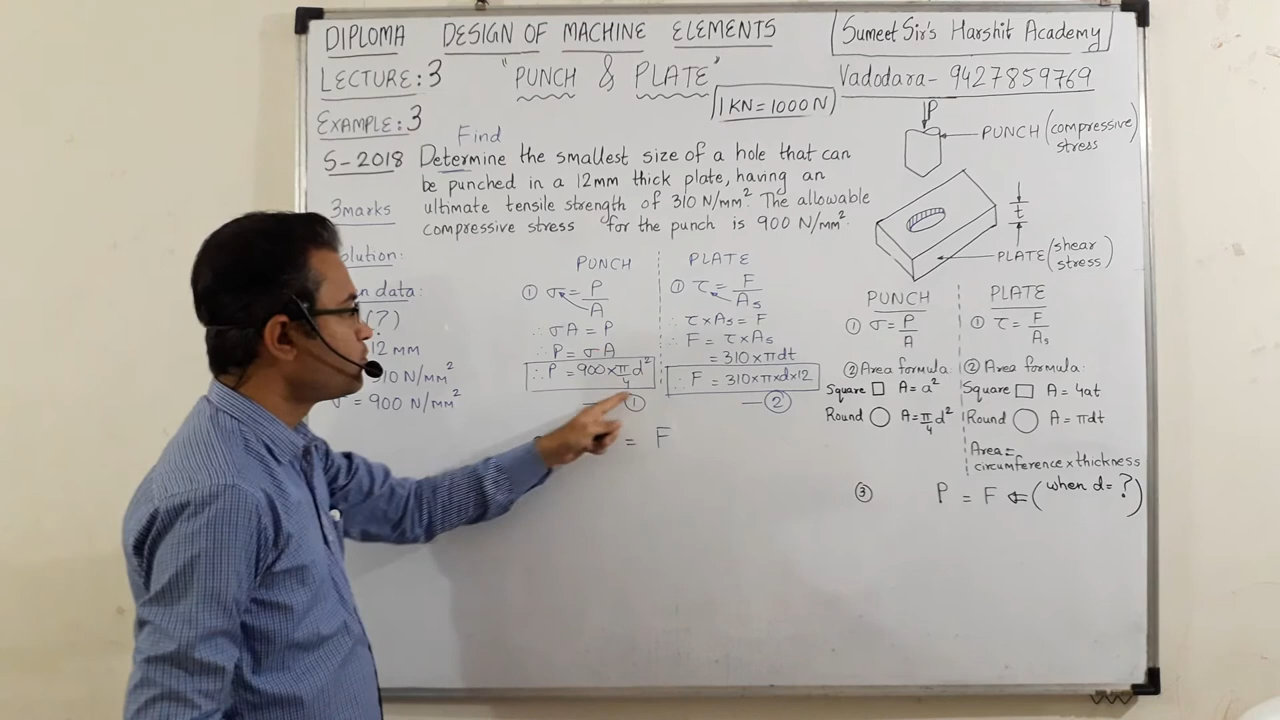 DIPLOMA DESIGN OF MACHINE ELEMENTS
Sumeet Sir's Harshit Academy
LECTURE: 3 "PUNCH & PLATE"
Vadodara- 9427859769
1 KN = 1000 N
EXAMPLE: 3
Find
S-2018 Determine the smallest size of a hole that can
be punched in a 12mm thick plate, having an
3marks ultimate tensile strength of 310 N/mm². The allowable
compressive stress for the punch is 900 N/mm².
P
PUNCH (compressive
stress
t
PLATE (shear
stress)
olution:
n data:
(?)
12 mm
310 N/mm²
= 900 N/mm²
PUNCH
① σ = P/A
∴ σA = P
∴ P = σA
∴ P = 900×π/4 d²
— ①
PLATE
① τ = F/As
∴ τ×As = F
∴ F = τ×As
= 310×πdt
∴ F = 310×π×d×12
— ②
= F
PUNCH
① σ = P/A
② Area formula:
Square □ A = a²
Round ○ A = π/4 d²
PLATE
① τ = F/As
② Area formula:
Square □ A = 4at
Round ○ A = πdt
Area =
circumference × thickness
③ P = F ⇐ (when d = ?)